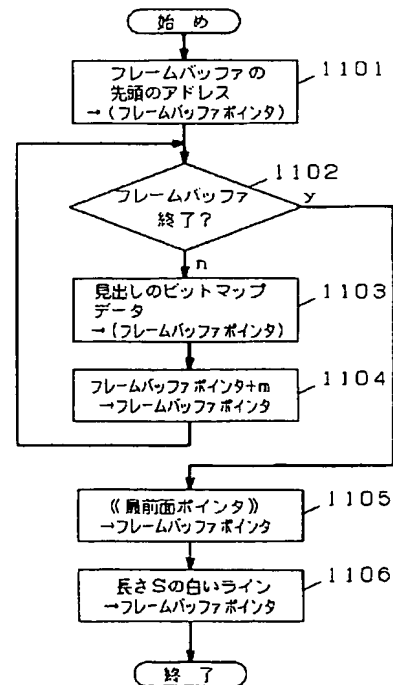 始め
フレームバッファの
先頭のアドレス
→(フレームバッファポインタ)
1101
1102
フレームバッファ
終了?
y
n
見出しのビットマップ
データ
→(フレームバッファポインタ)
1103
フレームバッファポインタ+m
→フレームバッファポインタ
1104
《最前面ポインタ》
→フレームバッファポインタ
1105
長さSの白いライン
→フレームバッファポインタ
1106
終了